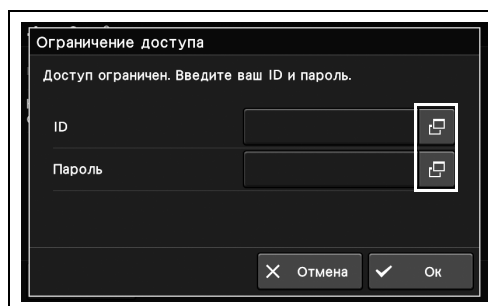 Ограничение доступа
Доступ ограничен. Введите ваш ID и пароль.
ID
Пароль
Отмена
Ок